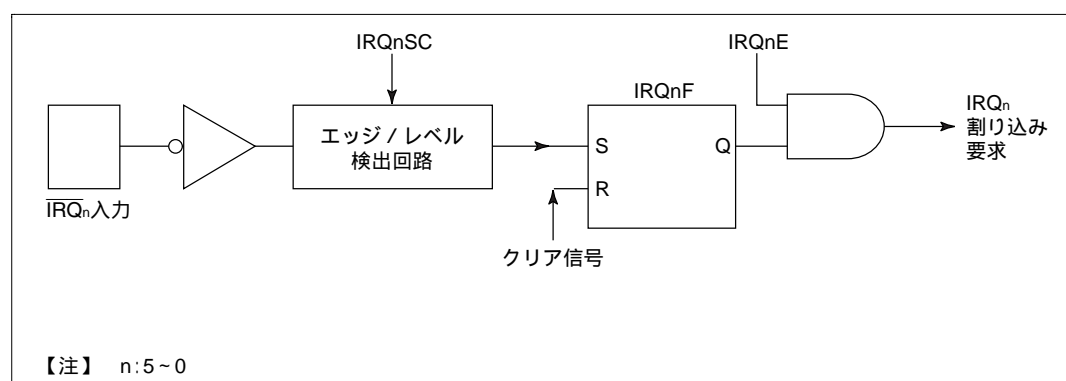 IRQnSC
IRQnE
IRQnF
エッジ / レベル
検出回路
S
Q
R
IRQn
割り込み
要求
IRQn入力
クリア信号
【注】 n:5~0